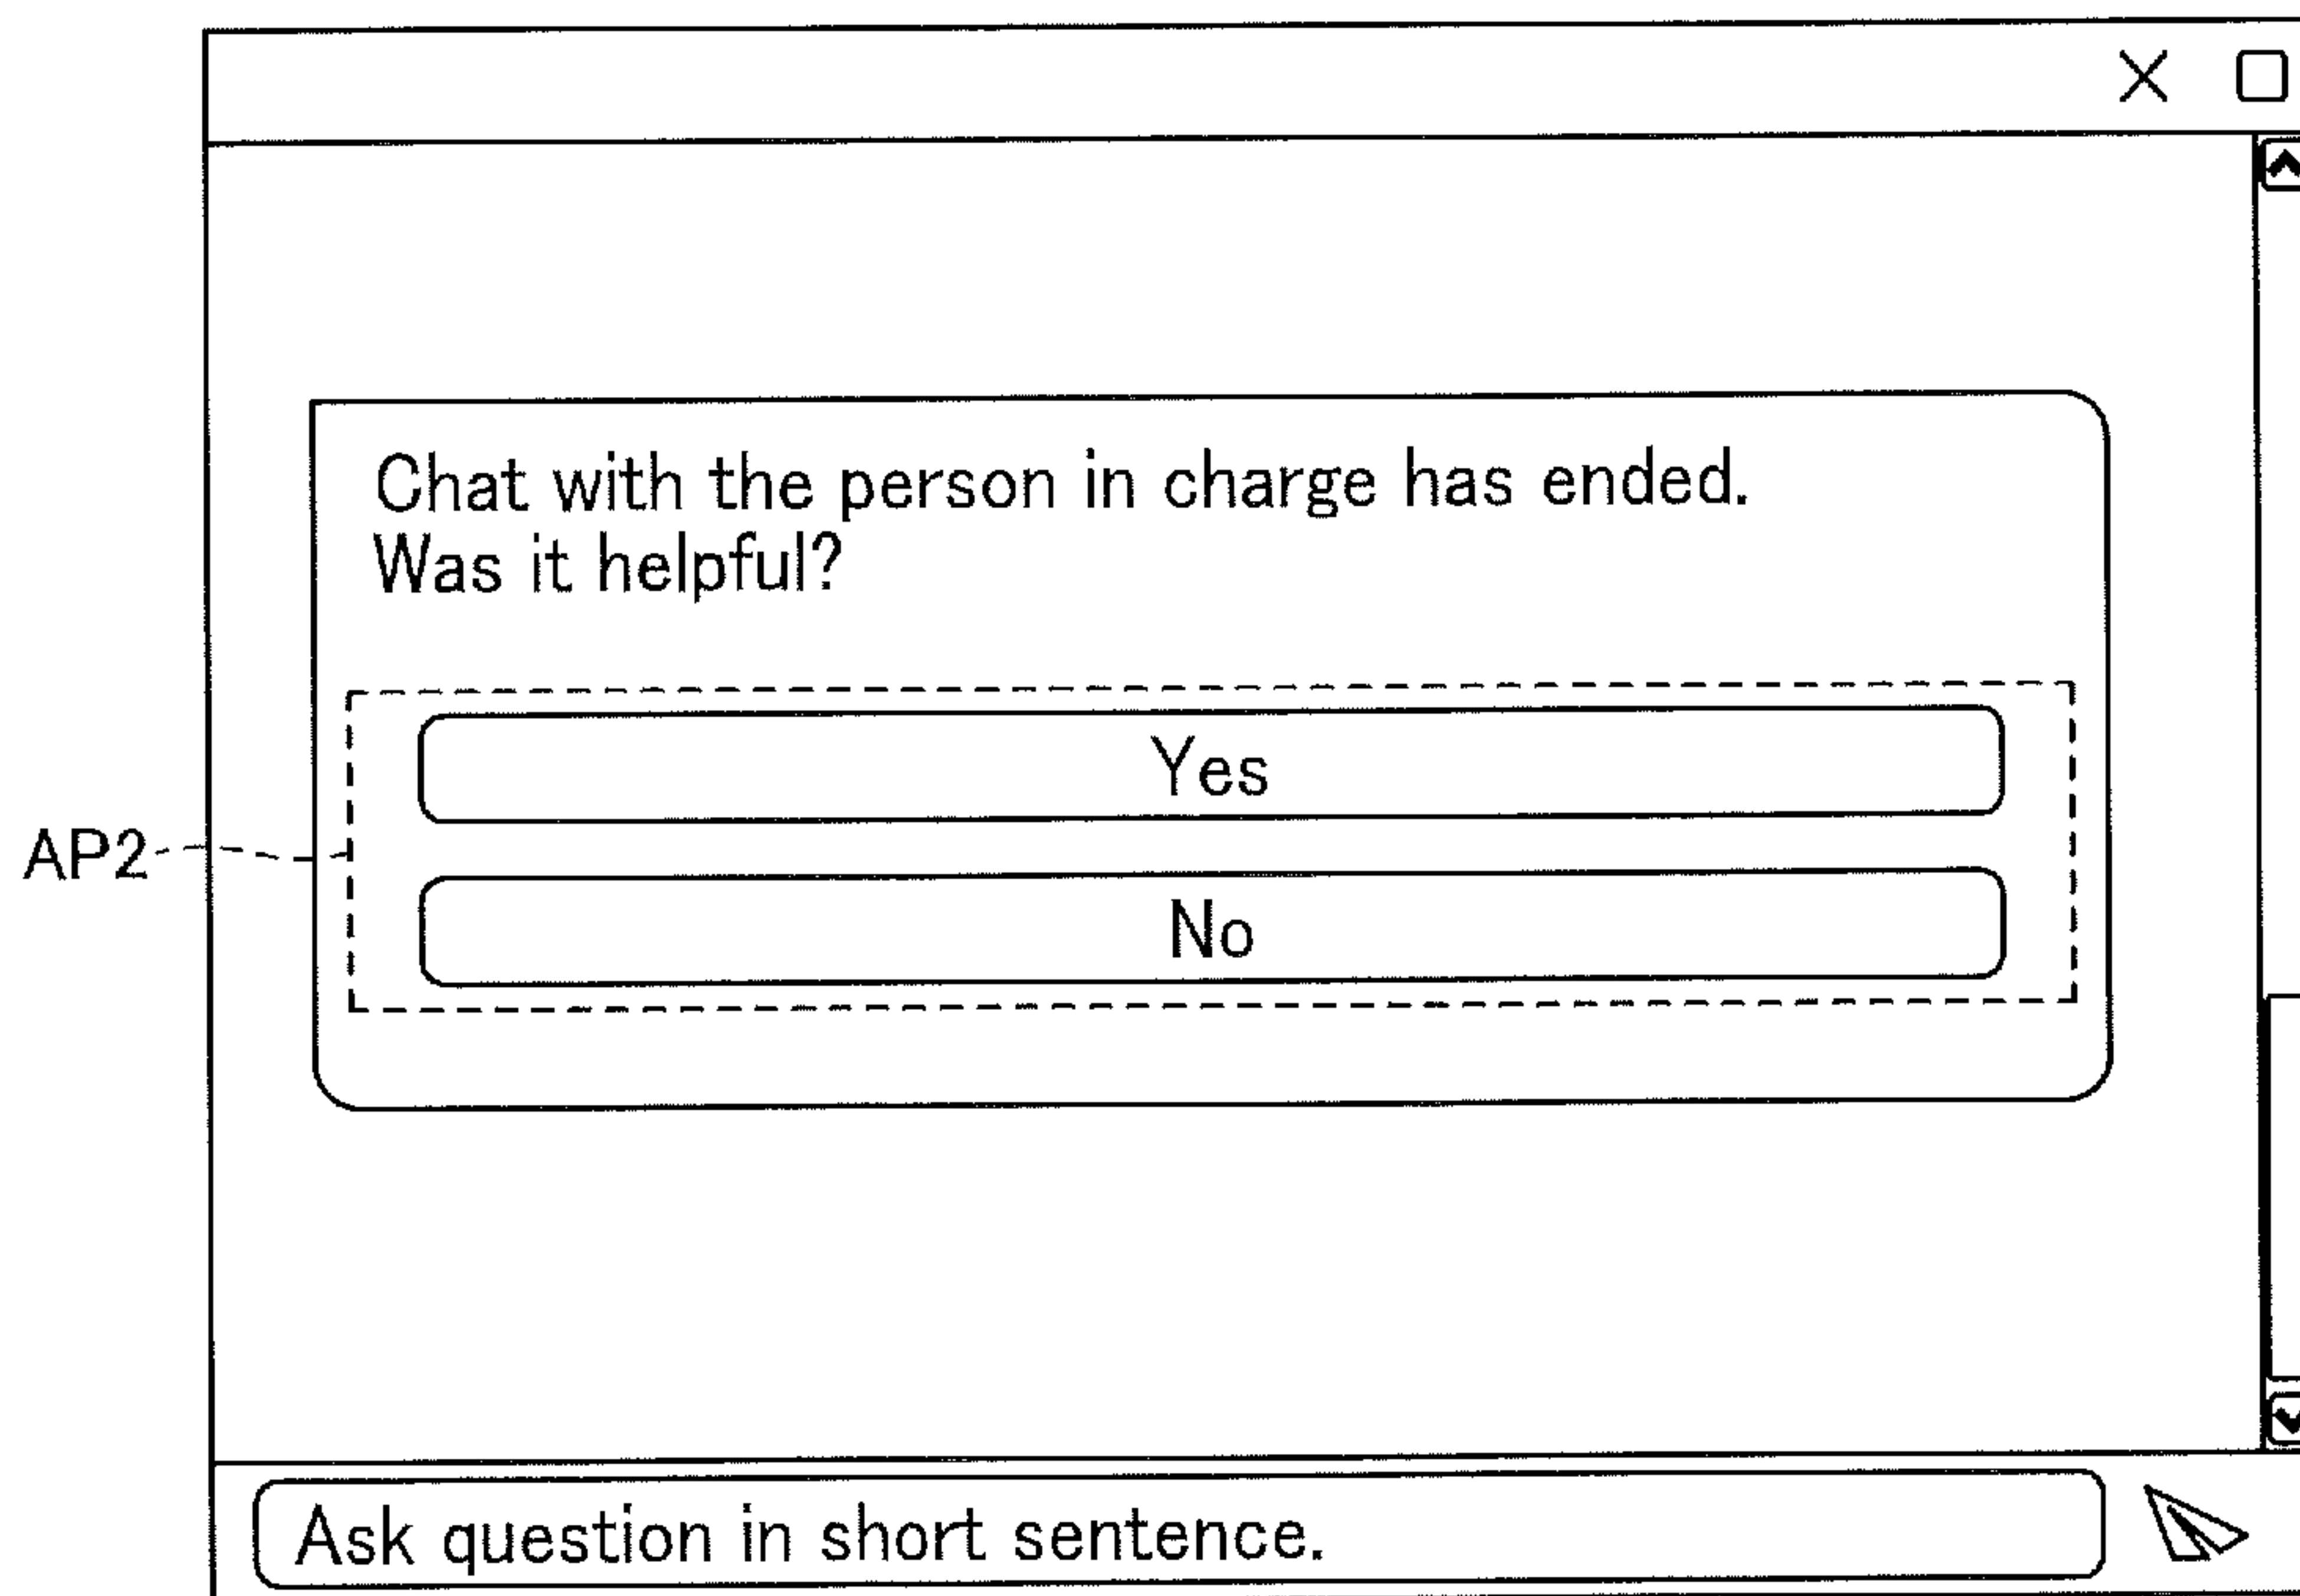 Chat with the person in charge has ended.
Was it helpful?
Yes
AP2
No
Ask question in short sentence.